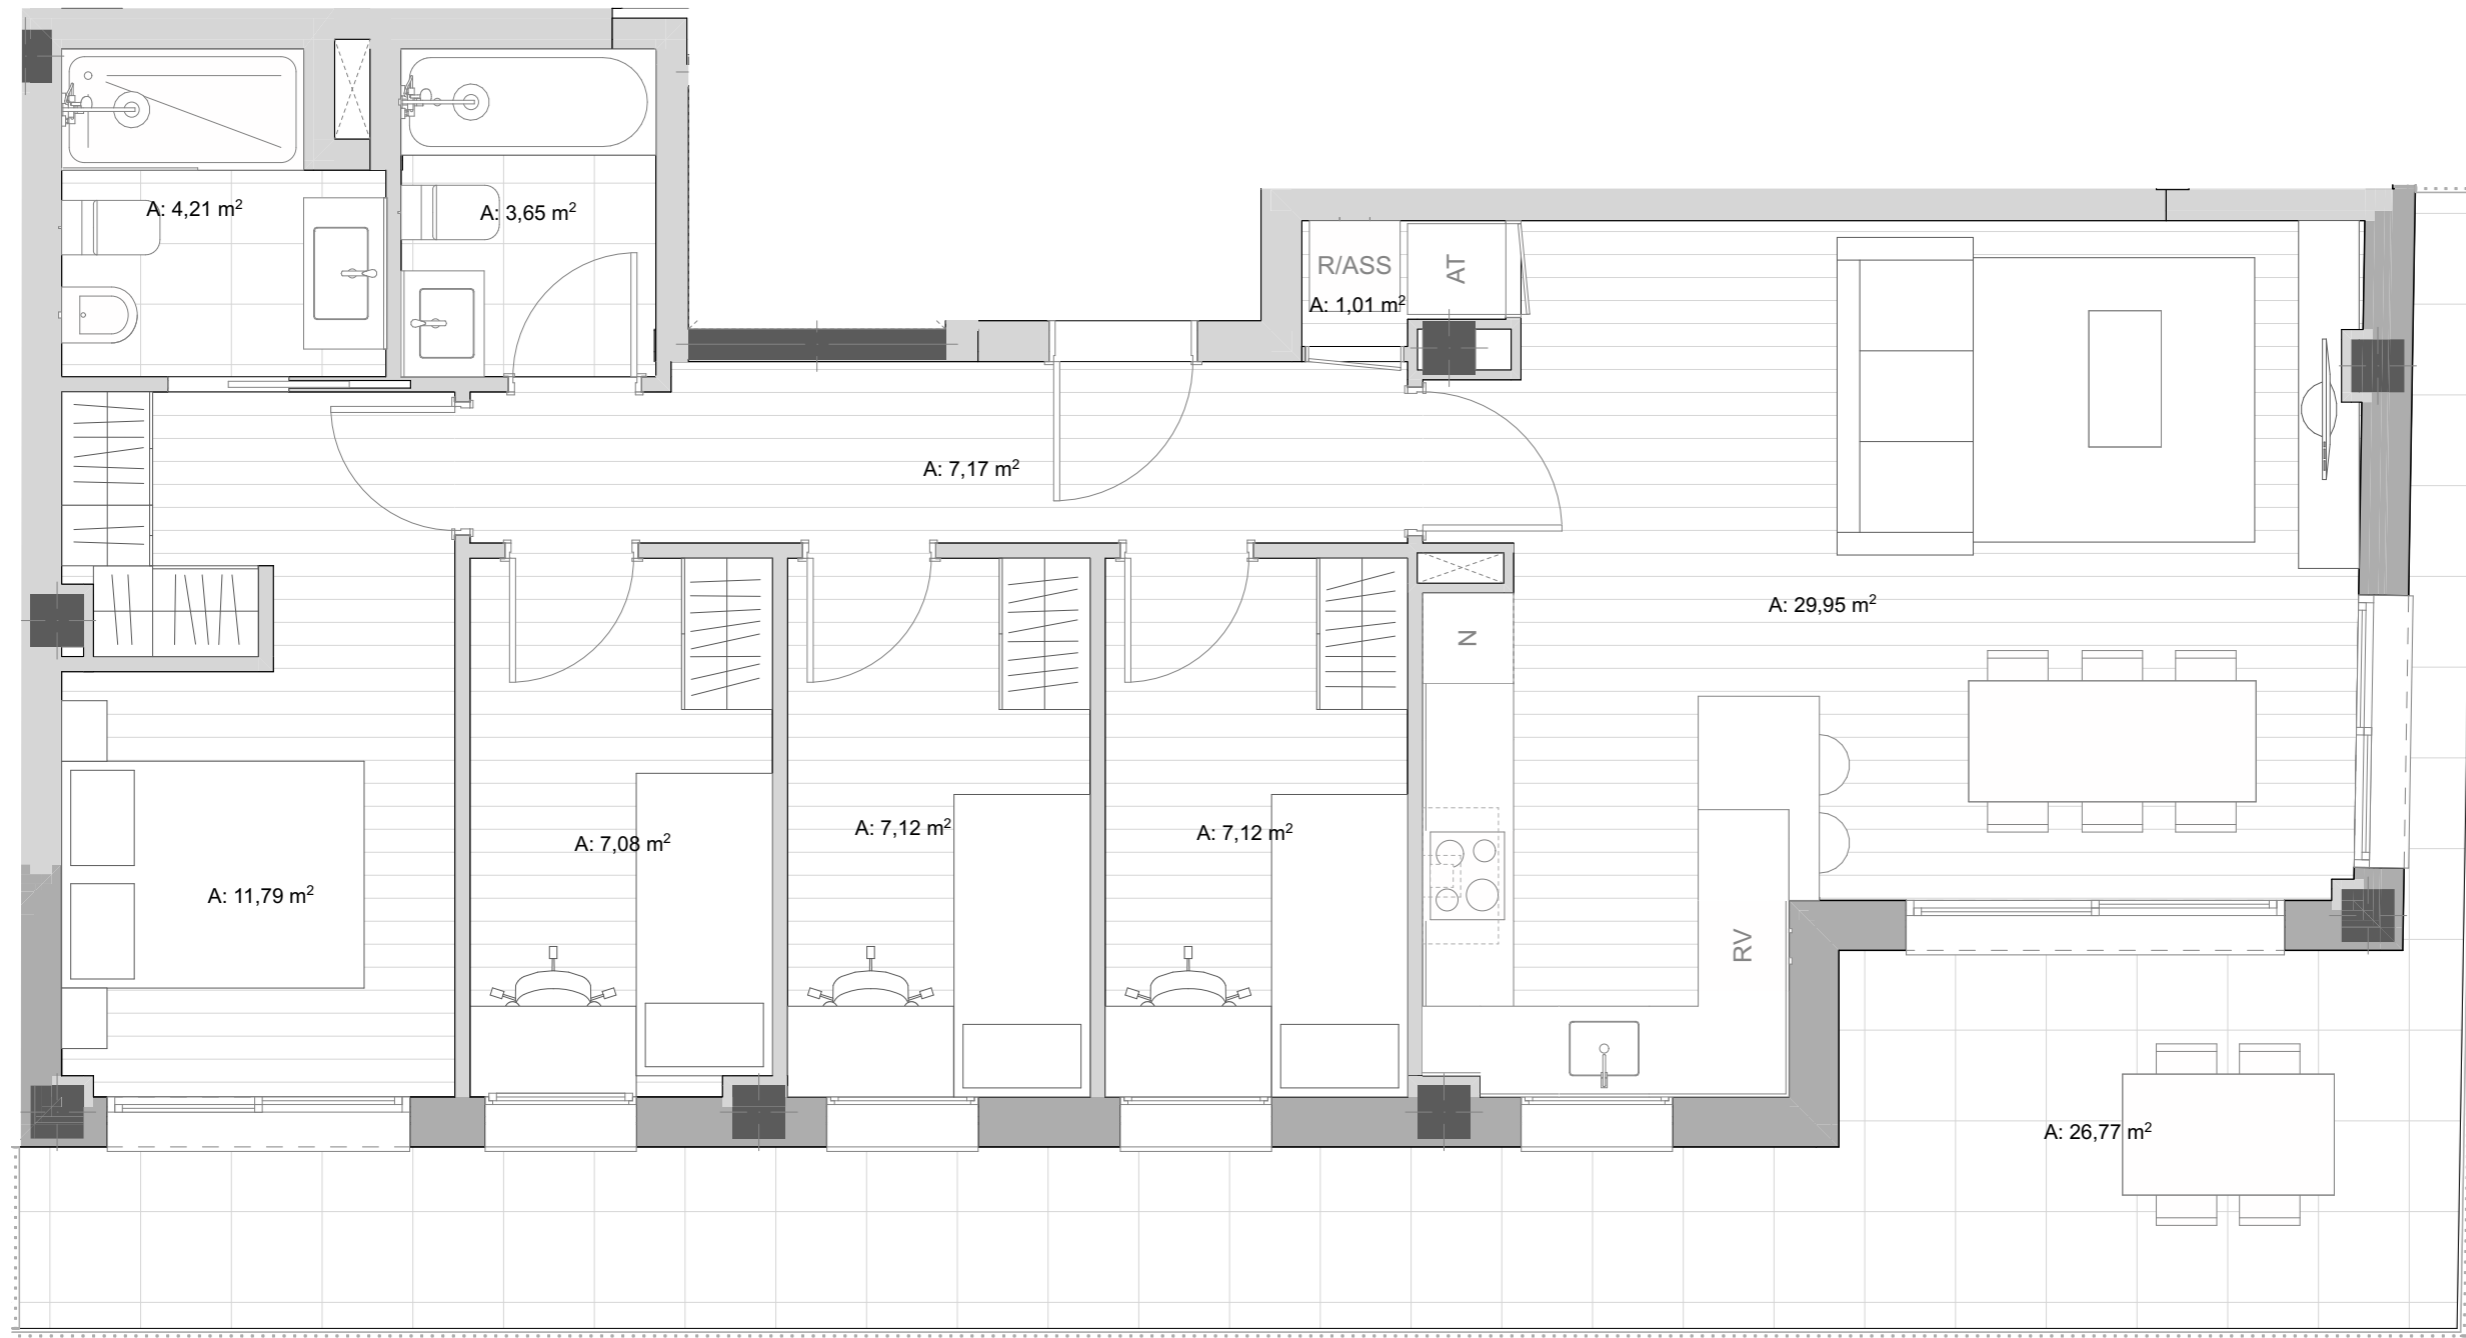 A: 4,21 m²
A: 3,65 m²
R/ASS
AT
A: 1,01 m²
A: 7,17 m²
A: 29,95 m²
N
A: 7,08 m²
A: 7,12 m²
A: 7,12 m²
A: 11,79 m²
RV
A: 26,77 m²